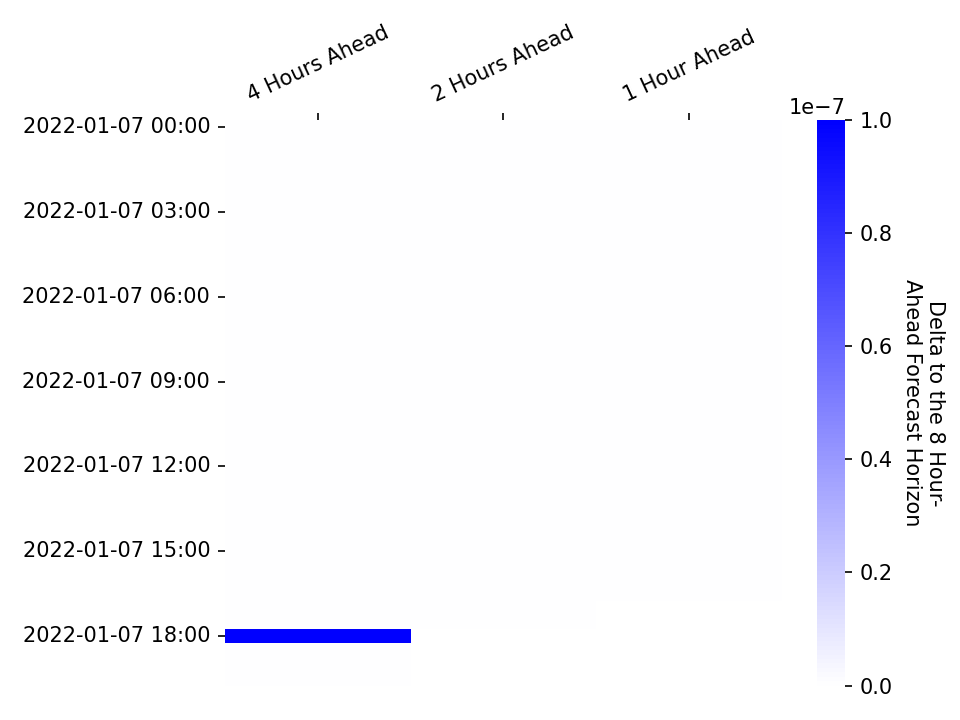 4 Hours Ahead
2 Hours Ahead
1 Hour Ahead
1e−7
2022-01-07 00:00
2022-01-07 03:00
2022-01-07 06:00
2022-01-07 09:00
2022-01-07 12:00
2022-01-07 15:00
2022-01-07 18:00
1.0
0.8
0.6
0.4
0.2
0.0
Delta to the 8 Hour-
Ahead Forecast Horizon